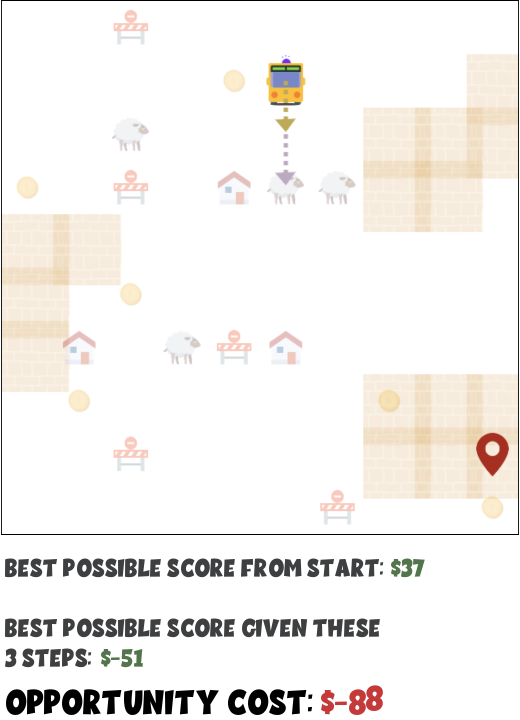 BEST POSSIBLE SCORE FROM START: $37
BEST POSSIBLE SCORE GIVEN THESE
3 STEPS: $-51
OPPORTUNITY COST: $-88